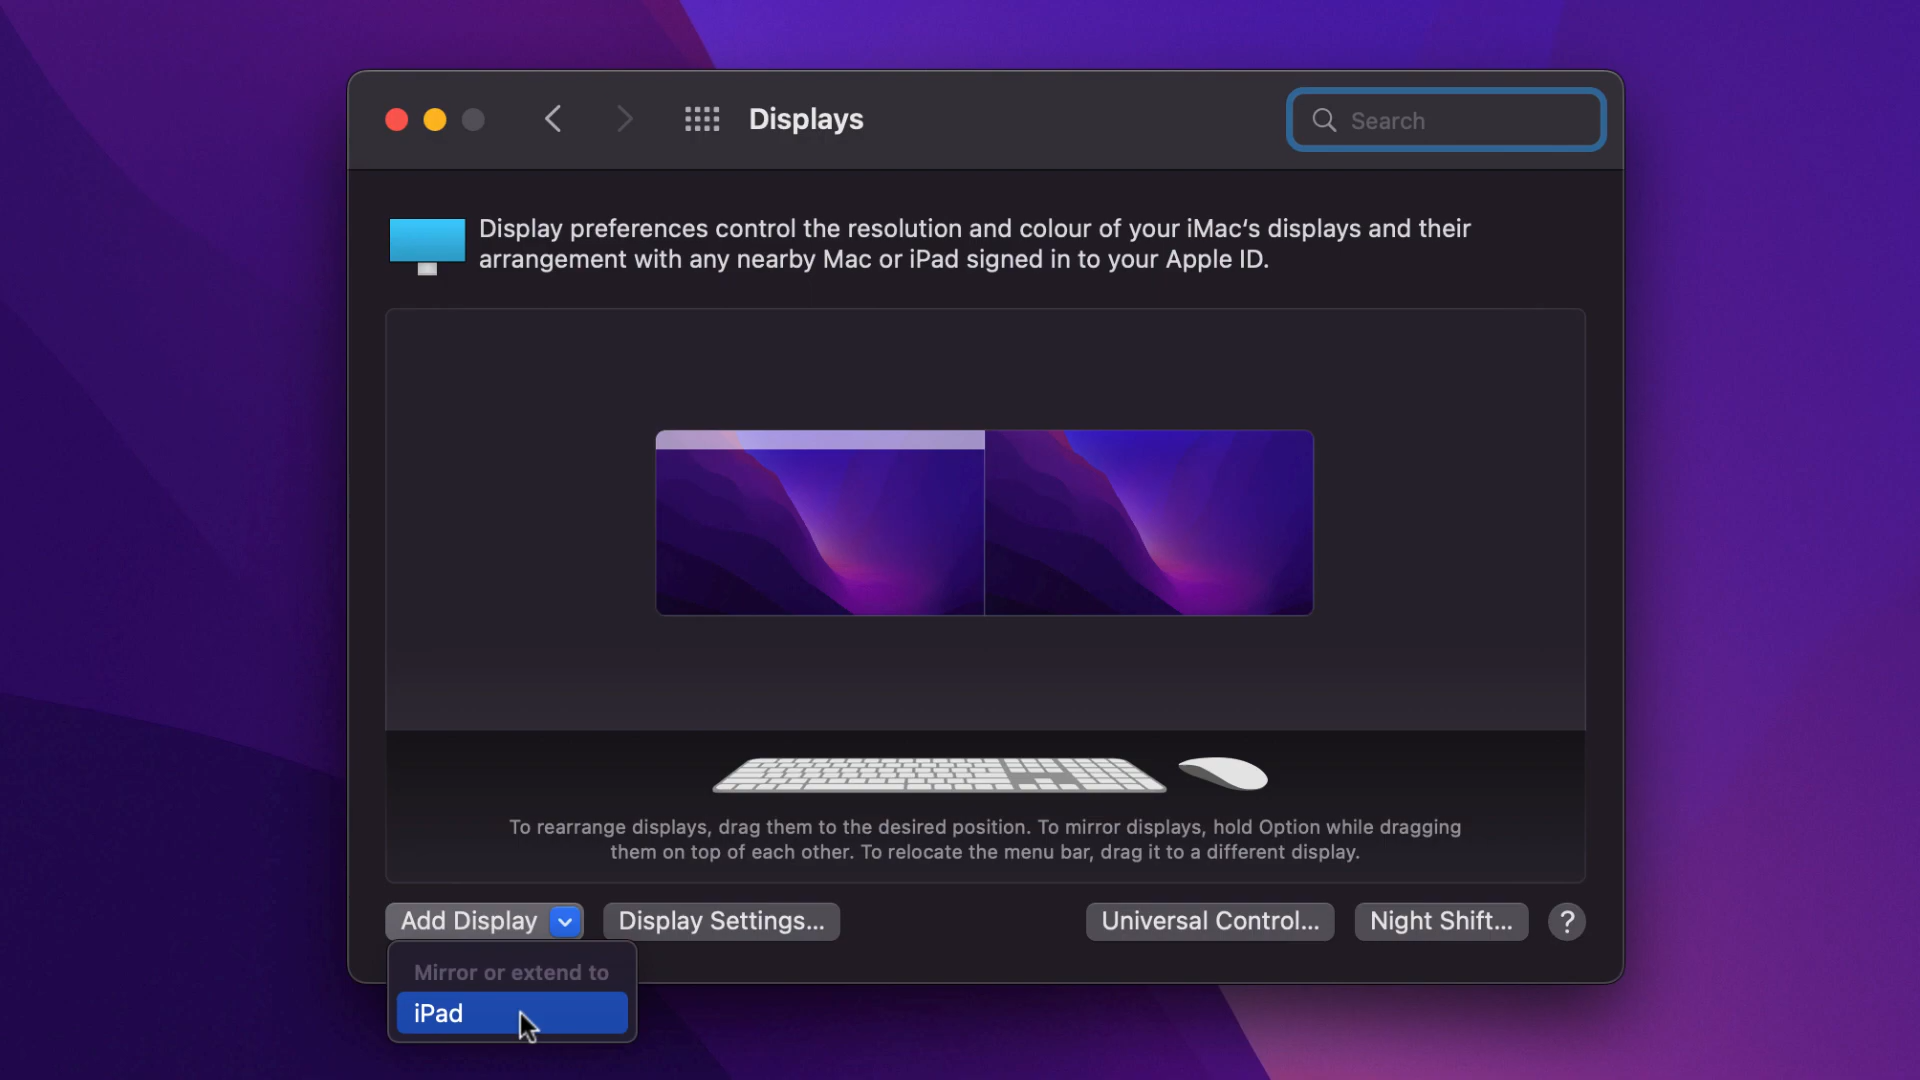 Displays
Search
Display preferences control the resolution and colour of your iMac's displays and their
arrangement with any nearby Mac or iPad signed in to your Apple ID.
To rearrange displays, drag them to the desired position. To mirror displays, hold Option while dragging
them on top of each other. To relocate the menu bar, drag it to a different display.
Add Display
Display Settings...
Universal Control...
Night Shift...
?
Mirror or extend to
iPad